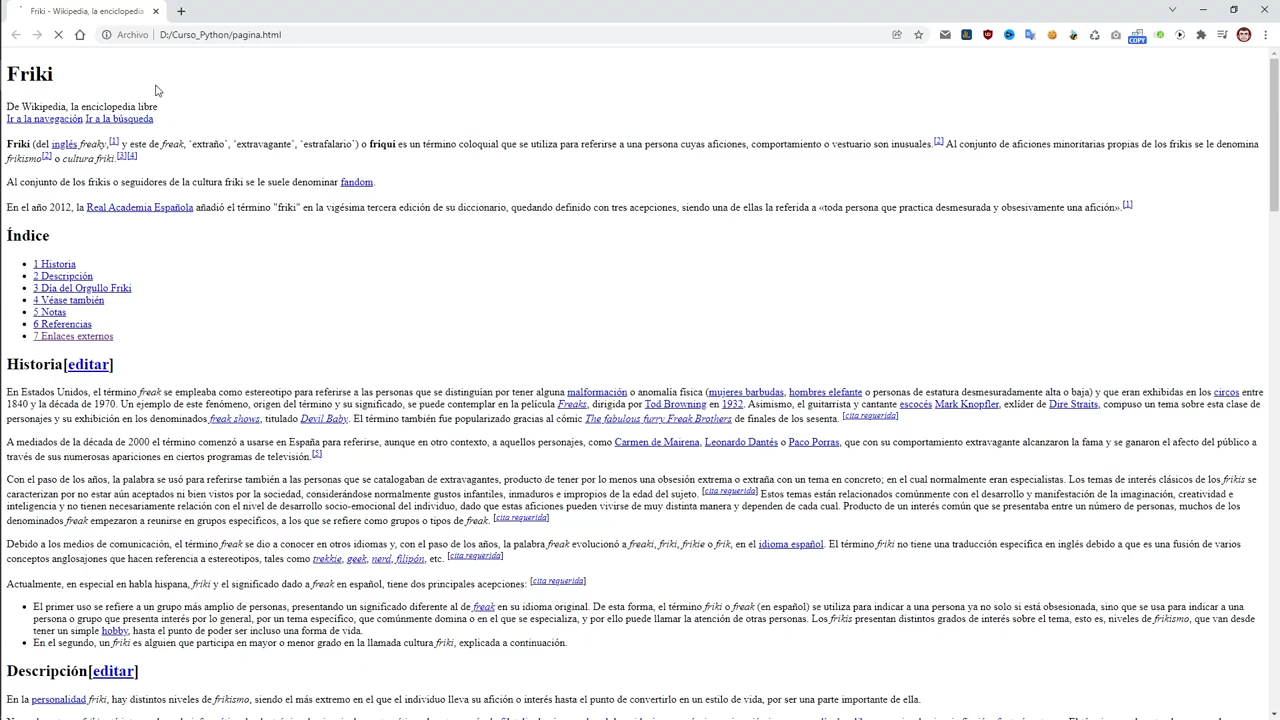 Friki - Wikipedia, la enciclopedia
Archivo | D:/Curso_Python/pagina.html
COPY
Friki
De Wikipedia, la enciclopedia libre
Ir a la navegación Ir a la búsqueda
Friki (del inglés freaky,[1] y este de freak, ‘extraño’, ‘extravagante’, ‘estrafalario’) o friqui es un término coloquial que se utiliza para referirse a una persona cuyas aficiones, comportamiento o vestuario son inusuales.[2] Al conjunto de aficiones minoritarias propias de los frikis se le denomina
frikismo[2] o cultura friki.[3][4]
Al conjunto de los frikis o seguidores de la cultura friki se le suele denominar fandom.
En el año 2012, la Real Academia Española añadió el término "friki" en la vigésima tercera edición de su diccionario, quedando definido con tres acepciones, siendo una de ellas la referida a «toda persona que practica desmesurada y obsesivamente una afición».[1]
Índice
1 Historia
2 Descripción
3 Día del Orgullo Friki
4 Véase también
5 Notas
6 Referencias
7 Enlaces externos
Historia[editar]
En Estados Unidos, el término freak se empleaba como estereotipo para referirse a las personas que se distinguían por tener alguna malformación o anomalía física (mujeres barbudas, hombres elefante o personas de estatura desmesuradamente alta o baja) y que eran exhibidas en los circos entre
1840 y la década de 1970. Un ejemplo de este fenómeno, origen del término y su significado, se puede contemplar en la película Freaks, dirigida por Tod Browning en 1932. Asimismo, el guitarrista y cantante escocés Mark Knopfler, exlíder de Dire Straits, compuso un tema sobre esta clase de
personajes y su exhibición en los denominados freak shows, titulado Devil Baby. El término también fue popularizado gracias al cómic The fabulous furry Freak Brothers de finales de los sesenta. [cita requerida]
A mediados de la década de 2000 el término comenzó a usarse en España para referirse, aunque en otro contexto, a aquellos personajes, como Carmen de Mairena, Leonardo Dantés o Paco Porras, que con su comportamiento extravagante alcanzaron la fama y se ganaron el afecto del público a
través de sus numerosas apariciones en ciertos programas de televisión.[5]
Con el paso de los años, la palabra se usó para referirse también a las personas que se catalogaban de extravagantes, producto de tener por lo menos una obsesión extrema o extraña con un tema en concreto; en el cual normalmente eran especialistas. Los temas de interés clásicos de los frikis se
caracterizan por no estar aún aceptados ni bien vistos por la sociedad, considerándose normalmente gustos infantiles, inmaduros e impropios de la edad del sujeto. [cita requerida] Estos temas están relacionados comúnmente con el desarrollo y manifestación de la imaginación, creatividad e
inteligencia y no tienen necesariamente relación con el nivel de desarrollo socio-emocional del individuo, dado que estas aficiones pueden vivirse de muy distinta manera y dependen de cada cual. Producto de un interés común que se presentaba entre un número de personas, muchos de los
denominados freak empezaron a reunirse en grupos específicos, a los que se refiere como grupos o tipos de freak. [cita requerida]
Debido a los medios de comunicación, el término freak se dio a conocer en otros idiomas y, con el paso de los años, la palabra freak evolucionó a freaki, friki, frikie o frik, en el idioma español. El término friki no tiene una traducción específica en inglés debido a que es una fusión de varios
conceptos anglosajones que hacen referencia a estereotipos, tales como trekkie, geek, nerd, filipón, etc. [cita requerida]
Actualmente, en especial en habla hispana, friki y el significado dado a freak en español, tiene dos principales acepciones: [cita requerida]
El primer uso se refiere a un grupo más amplio de personas, presentando un significado diferente al de freak en su idioma original. De esta forma, el término friki o freak (en español) se utiliza para indicar a una persona ya no solo si está obsesionada, sino que se usa para indicar a una
persona o grupo que presenta interés por lo general, por un tema específico, que comúnmente domina o en el que se especializa, y por ello puede llamar la atención de otras personas. Los frikis presentan distintos grados de interés sobre el tema, esto es, niveles de frikismo, que van desde
tener un simple hobby, hasta el punto de poder ser incluso una forma de vida.
En el segundo, un friki es alguien que participa en mayor o menor grado en la llamada cultura friki, explicada a continuación.
Descripción[editar]
En la personalidad friki, hay distintos niveles de frikismo, siendo el más extremo en el que el individuo lleva su afición o interés hasta el punto de convertirlo en un estilo de vida, por ser una parte importante de ella.